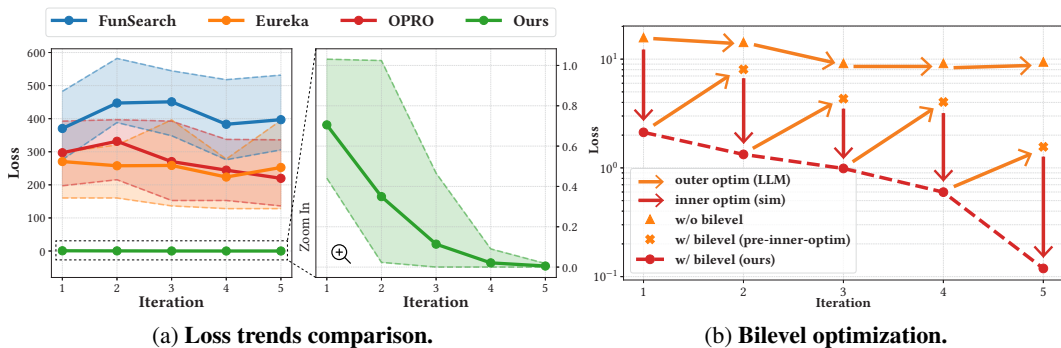 FunSearch Eureka OPRO Ours
600
500
400
300
200
100
0
Loss
1 2 3 4 5
Iteration
Zoom In
1.0
0.8
0.6
0.4
0.2
0.0
1 2 3 4 5
Iteration
(a) Loss trends comparison.
10¹
10⁰
10⁻¹
Loss
outer optim (LLM)
inner optim (sim)
w/o bilevel
w/ bilevel (pre-inner-optim)
w/ bilevel (ours)
1 2 3 4 5
Iteration
(b) Bilevel optimization.